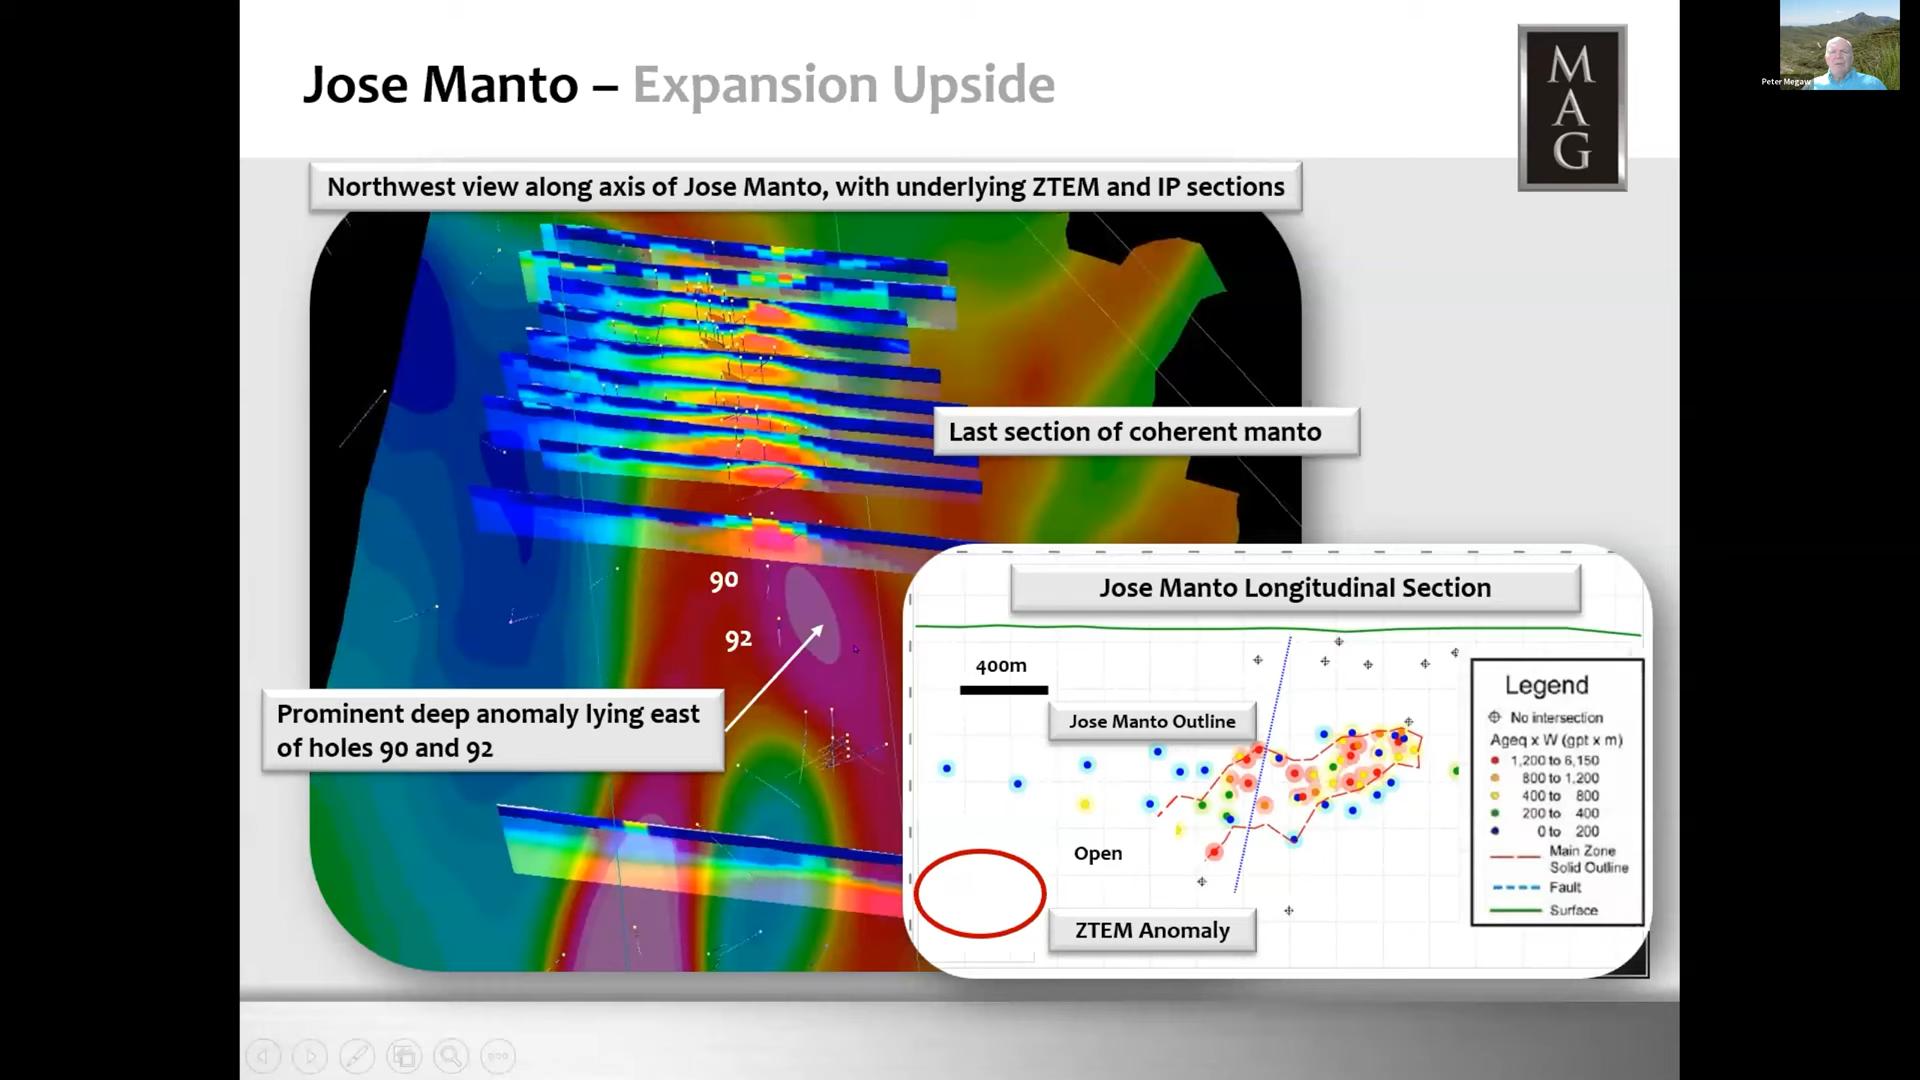 Jose Manto – Expansion Upside
M
A
G
Peter Megaw
Northwest view along axis of Jose Manto, with underlying ZTEM and IP sections
Last section of coherent manto
90
92
Prominent deep anomaly lying east
of holes 90 and 92
Jose Manto Longitudinal Section
400m
Jose Manto Outline
Open
ZTEM Anomaly
Legend
No intersection
Ageq x W (gpt x m)
1,200 to 6,150
800 to 1,200
400 to 800
200 to 400
0 to 200
Main Zone
Solid Outline
Fault
Surface